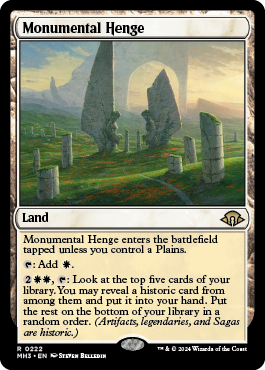 Monumental Henge
Land
Monumental Henge enters the battlefield
tapped unless you control a Plains.
: Add .
2, : Look at the top five cards of your
library. You may reveal a historic card from
among them and put it into your hand. Put
the rest on the bottom of your library in a
random order. (Artifacts, legendaries, and Sagas
are historic.)
R 0222
MH3 • EN Steven Belledin
™ & © 2024 Wizards of the Coast